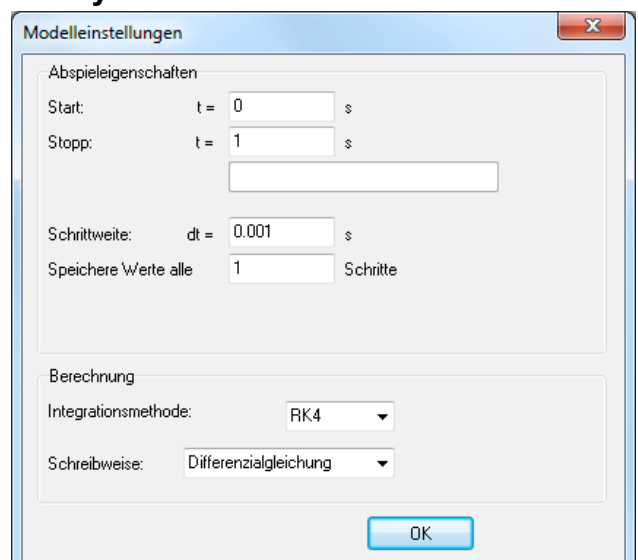 Modelleinstellungen
Abspieleigenschaften
Start: t = 0 s
Stopp: t = 1 s
Schrittweite: dt = 0.001 s
Speichere Werte alle 1 Schritte
Berechnung
Integrationsmethode: RK4
Schreibweise: Differenzialgleichung
OK